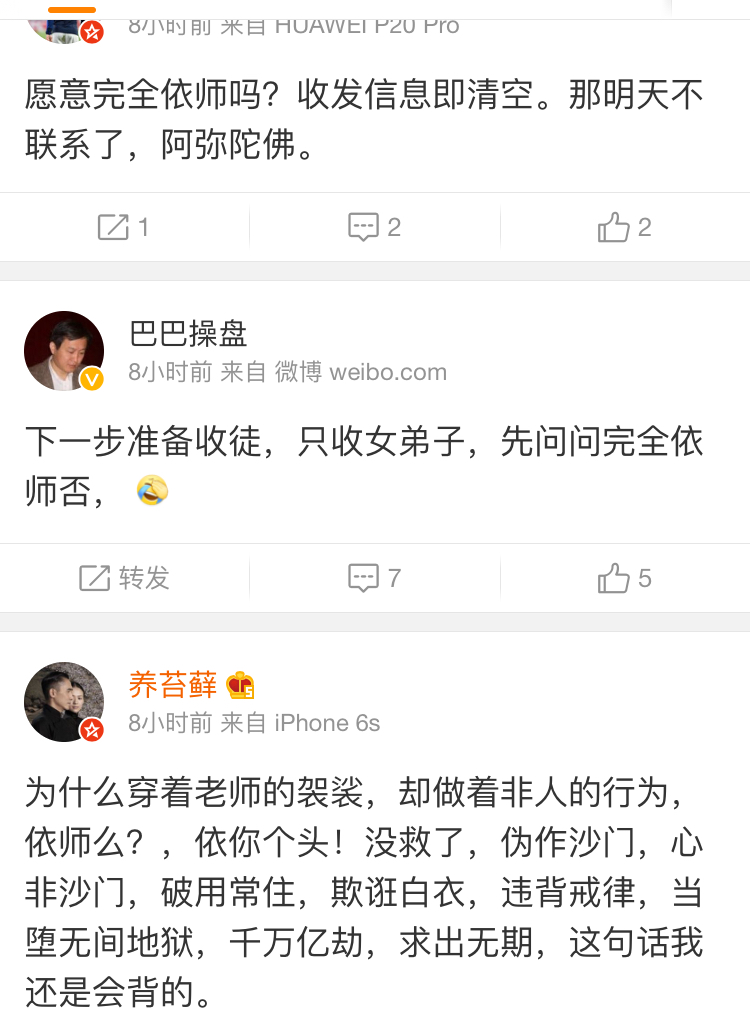 8小时前 来自 HUAWEI P20 Pro
愿意完全依师吗？收发信息即清空。那明天不
联系了，阿弥陀佛。
1 2 2
巴巴操盘
8小时前 来自 微博 weibo.com
下一步准备收徒，只收女弟子，先问问完全依
师否，
转发 7 5
养苔藓
8小时前 来自 iPhone 6s
为什么穿着老师的袈裟，却做着非人的行为，
依师么？，依你个头！没救了，伪作沙门，心
非沙门，破用常住，欺诳白衣，违背戒律，当
堕无间地狱，千万亿劫，求出无期，这句话我
还是会背的。